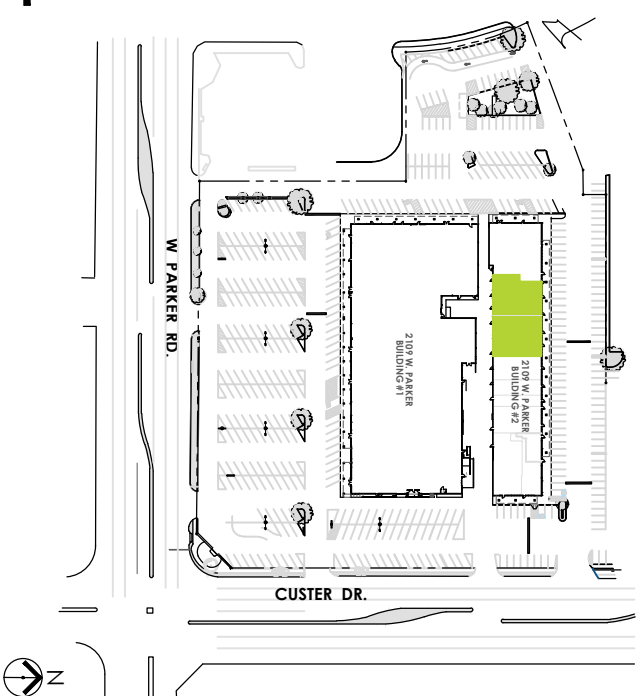 W PARKER RD.
2109 W. PARKER
BUILDING #1
2109 W. PARKER
BUILDING #2
CUSTER DR.
N